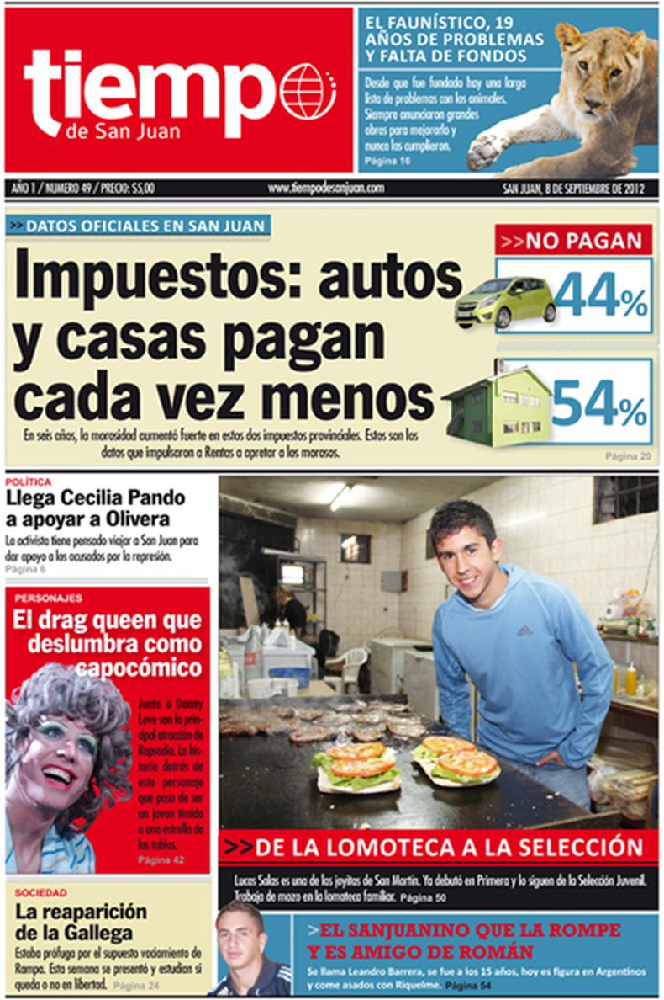 tiempo
de San Juan
EL FAUNÍSTICO, 19
AÑOS DE PROBLEMAS
Y FALTA DE FONDOS
Desde que fue fundado hay una larga
lista de problemas con los animales.
Siempre anunciaron grandes
obras para mejorarlo y
nunca las cumplieron.
Página 16
AÑO 1 / NUMERO 49 / PRECIO: $5,00
www.tiempodesanjuan.com
SAN JUAN, 8 DE SEPTIEMBRE DE 2012
>> DATOS OFICIALES EN SAN JUAN
Impuestos: autos
y casas pagan
cada vez menos
En seis años, la morosidad aumentó fuerte en estos dos impuestos provinciales. Estos son los
datos que impulsaron a Rentas a apretar a los morosos.
>>NO PAGAN
44%
54%
Página 20
POLÍTICA
Llega Cecilia Pando
a apoyar a Olivera
La activista tiene pensado viajar a San Juan para
dar apoyo a los acusados por la represión.
Página 6
PERSONAJES
El drag queen que
deslumbra como
capocómico
Junto a Danny
Love son la prin-
cipal atracción de
Rapsodia. La his-
toria detrás de
este personaje
que pasa de ser
un joven tímido
a una estrella de
las tablas.
Página 42
SOCIEDAD
La reaparición
de la Gallega
Estaba prófuga por el supuesto vaciamiento de
Rampa. Esta semana se presentó y estudian si
queda o no en libertad. Página 24
adidas
>>DE LA LOMOTECA A LA SELECCIÓN
Lucas Salas es una de las joyitas de San Martín. Ya debutó en Primera y lo siguen de la Selección Juvenil.
Trabaja de mozo en la lomoteca familiar. Página 50
>EL SANJUANINO QUE LA ROMPE
Y ES AMIGO DE ROMÁN
Se llama Leandro Barrera, se fue a los 15 años, hoy es figura en Argentinos
y come asados con Riquelme. Página 54